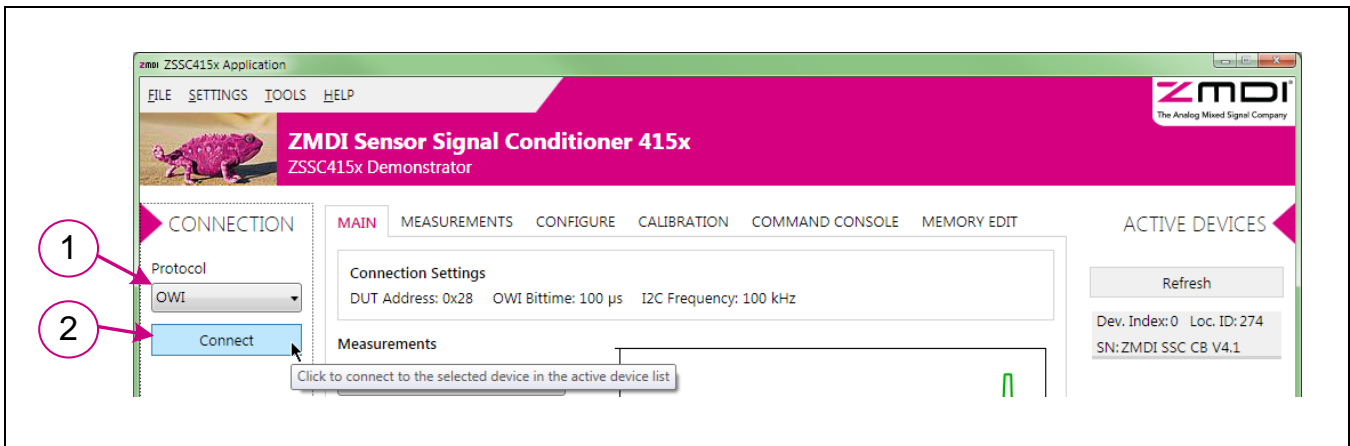 zmDI ZSSC415x Application
FILE SETTINGS TOOLS HELP
ZMDI
The Analog Mixed Signal Company
ZMDI Sensor Signal Conditioner 415x
ZSSC415x Demonstrator
CONNECTION
MAIN MEASUREMENTS CONFIGURE CALIBRATION COMMAND CONSOLE MEMORY EDIT
ACTIVE DEVICES
1
Protocol
OWI
2
Connect
Connection Settings
DUT Address: 0x28 OWI Bittime: 100 µs I2C Frequency: 100 kHz
Measurements
Click to connect to the selected device in the active device list
Refresh
Dev. Index: 0 Loc. ID: 274
SN: ZMDI SSC CB V4.1